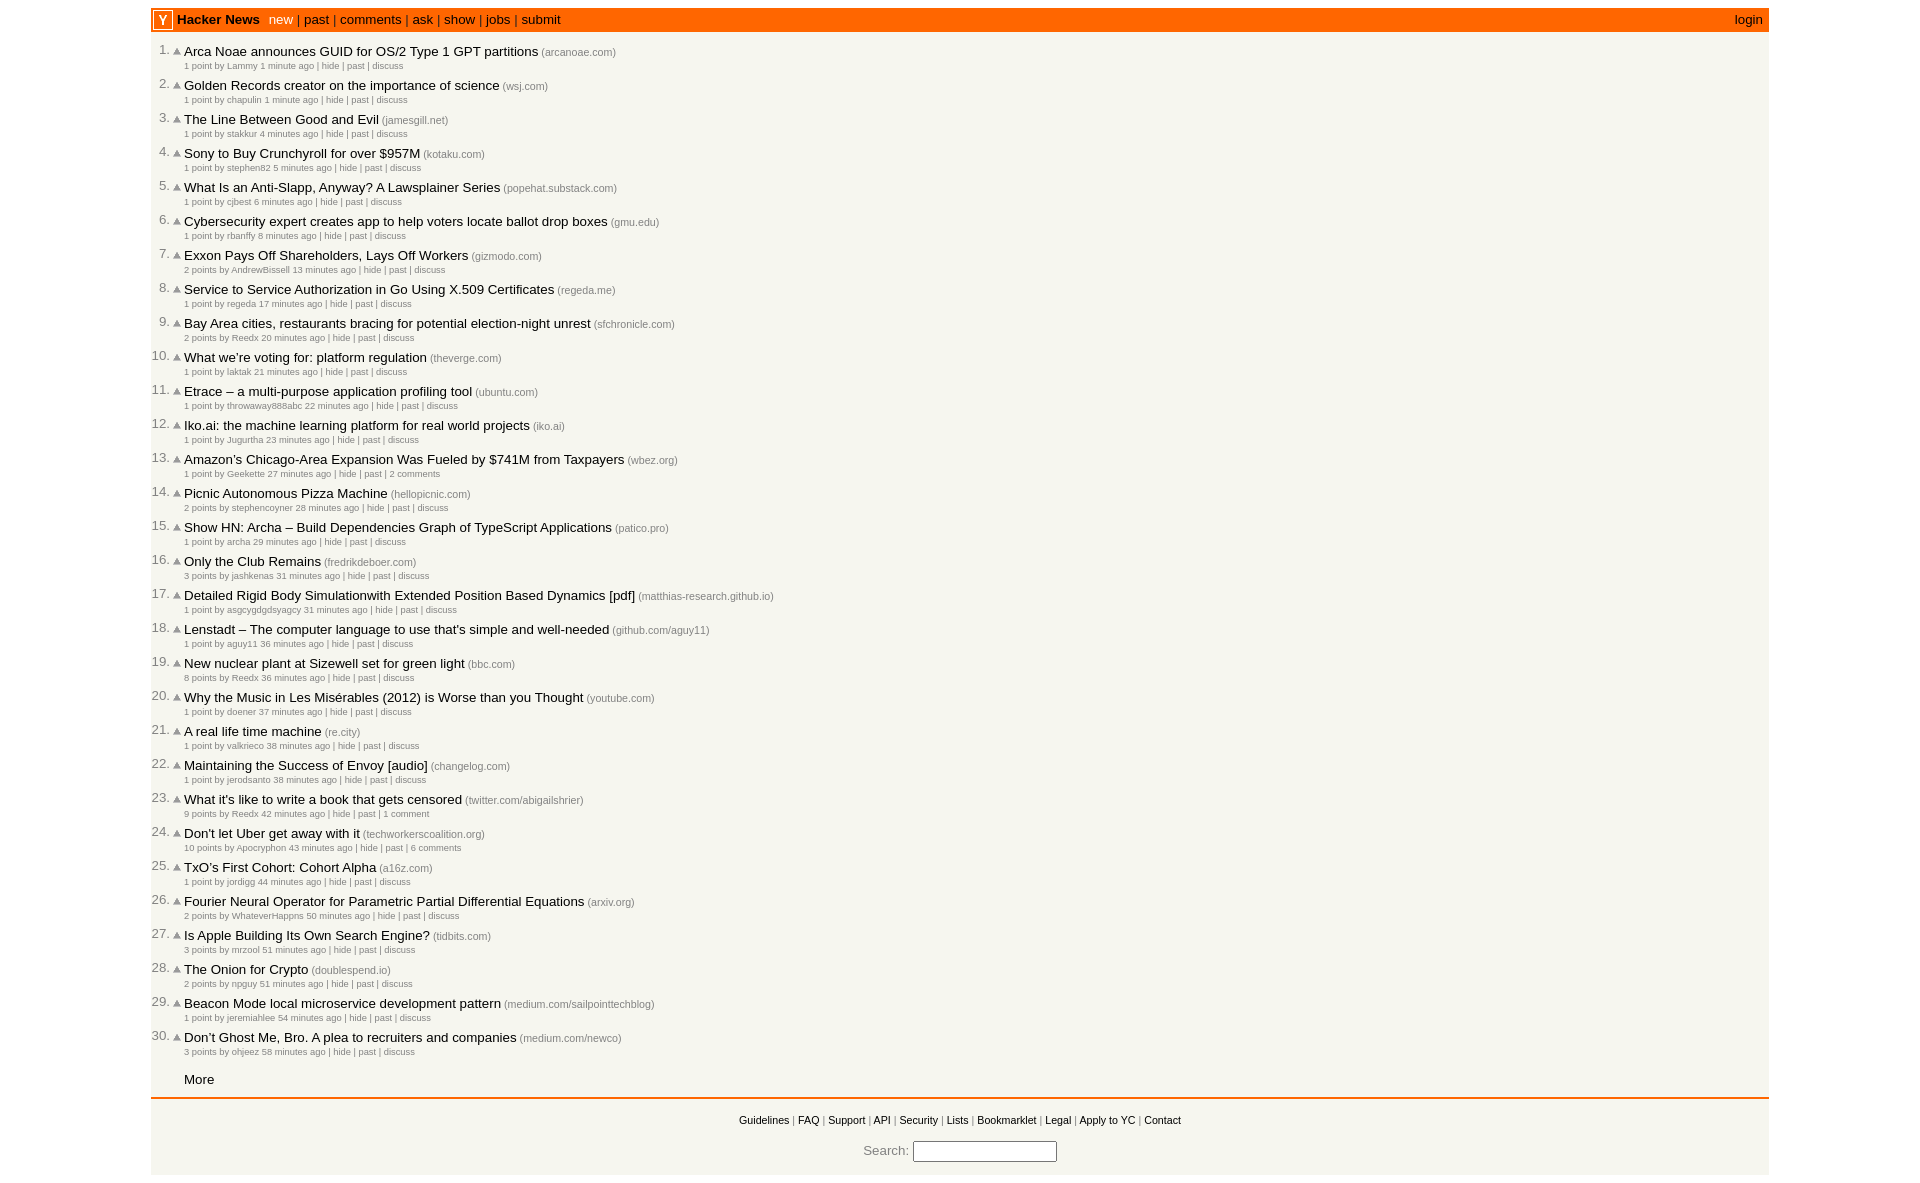 Y Hacker News new | past | comments | ask | show | jobs | submit login
1. Arca Noae announces GUID for OS/2 Type 1 GPT partitions (arcanoae.com)
1 point by Lammy 1 minute ago | hide | past | discuss
2. Golden Records creator on the importance of science (wsj.com)
1 point by chapulin 1 minute ago | hide | past | discuss
3. The Line Between Good and Evil (jamesgill.net)
1 point by stakkur 4 minutes ago | hide | past | discuss
4. Sony to Buy Crunchyroll for over $957M (kotaku.com)
1 point by stephen82 5 minutes ago | hide | past | discuss
5. What Is an Anti-Slapp, Anyway? A Lawsplainer Series (popehat.substack.com)
1 point by cjbest 6 minutes ago | hide | past | discuss
6. Cybersecurity expert creates app to help voters locate ballot drop boxes (gmu.edu)
1 point by rbanffy 8 minutes ago | hide | past | discuss
7. Exxon Pays Off Shareholders, Lays Off Workers (gizmodo.com)
2 points by AndrewBissell 13 minutes ago | hide | past | discuss
8. Service to Service Authorization in Go Using X.509 Certificates (regeda.me)
1 point by regeda 17 minutes ago | hide | past | discuss
9. Bay Area cities, restaurants bracing for potential election-night unrest (sfchronicle.com)
2 points by Reedx 20 minutes ago | hide | past | discuss
10. What we’re voting for: platform regulation (theverge.com)
1 point by laktak 21 minutes ago | hide | past | discuss
11. Etrace – a multi-purpose application profiling tool (ubuntu.com)
1 point by throwaway888abc 22 minutes ago | hide | past | discuss
12. Iko.ai: the machine learning platform for real world projects (iko.ai)
1 point by Jugurtha 23 minutes ago | hide | past | discuss
13. Amazon’s Chicago-Area Expansion Was Fueled by $741M from Taxpayers (wbez.org)
1 point by Geekette 27 minutes ago | hide | past | 2 comments
14. Picnic Autonomous Pizza Machine (hellopicnic.com)
2 points by stephencoyner 28 minutes ago | hide | past | discuss
15. Show HN: Archa – Build Dependencies Graph of TypeScript Applications (patico.pro)
1 point by archa 29 minutes ago | hide | past | discuss
16. Only the Club Remains (fredrikdeboer.com)
3 points by jashkenas 31 minutes ago | hide | past | discuss
17. Detailed Rigid Body Simulationwith Extended Position Based Dynamics [pdf] (matthias-research.github.io)
1 point by asgcygdgdsyagcy 31 minutes ago | hide | past | discuss
18. Lenstadt – The computer language to use that's simple and well-needed (github.com/aguy11)
1 point by aguy11 36 minutes ago | hide | past | discuss
19. New nuclear plant at Sizewell set for green light (bbc.com)
8 points by Reedx 36 minutes ago | hide | past | discuss
20. Why the Music in Les Misérables (2012) is Worse than you Thought (youtube.com)
1 point by doener 37 minutes ago | hide | past | discuss
21. A real life time machine (re.city)
1 point by valkrieco 38 minutes ago | hide | past | discuss
22. Maintaining the Success of Envoy [audio] (changelog.com)
1 point by jerodsanto 38 minutes ago | hide | past | discuss
23. What it's like to write a book that gets censored (twitter.com/abigailshrier)
9 points by Reedx 42 minutes ago | hide | past | 1 comment
24. Don't let Uber get away with it (techworkerscoalition.org)
10 points by Apocryphon 43 minutes ago | hide | past | 6 comments
25. TxO’s First Cohort: Cohort Alpha (a16z.com)
1 point by jordigg 44 minutes ago | hide | past | discuss
26. Fourier Neural Operator for Parametric Partial Differential Equations (arxiv.org)
2 points by WhateverHappns 50 minutes ago | hide | past | discuss
27. Is Apple Building Its Own Search Engine? (tidbits.com)
3 points by mrzool 51 minutes ago | hide | past | discuss
28. The Onion for Crypto (doublespend.io)
2 points by npguy 51 minutes ago | hide | past | discuss
29. Beacon Mode local microservice development pattern (medium.com/sailpointtechblog)
1 point by jeremiahlee 54 minutes ago | hide | past | discuss
30. Don’t Ghost Me, Bro. A plea to recruiters and companies (medium.com/newco)
3 points by ohjeez 58 minutes ago | hide | past | discuss
More
Guidelines | FAQ | Support | API | Security | Lists | Bookmarklet | Legal | Apply to YC | Contact
Search: